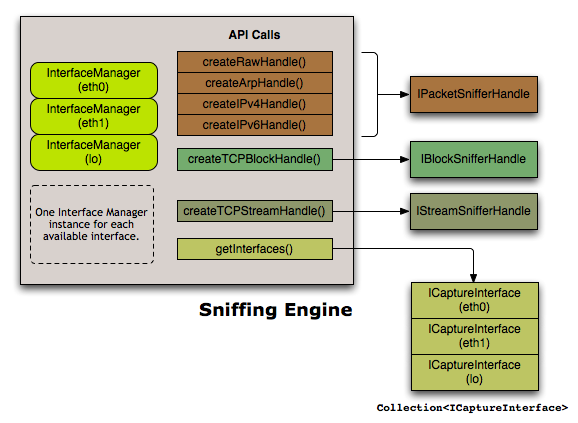 API Calls
InterfaceManager
(eth0)
InterfaceManager
(eth1)
InterfaceManager
(lo)
One Interface Manager
instance for each
available interface.
createRawHandle()
createArpHandle()
createIPv4Handle()
createIPv6Handle()
createTCPBlockHandle()
createTCPStreamHandle()
getInterfaces()
IPacketSnifferHandle
IBlockSnifferHandle
IStreamSnifferHandle
Sniffing Engine
ICaptureInterface
(eth0)
ICaptureInterface
(eth1)
ICaptureInterface
(lo)
Collection<ICaptureInterface>